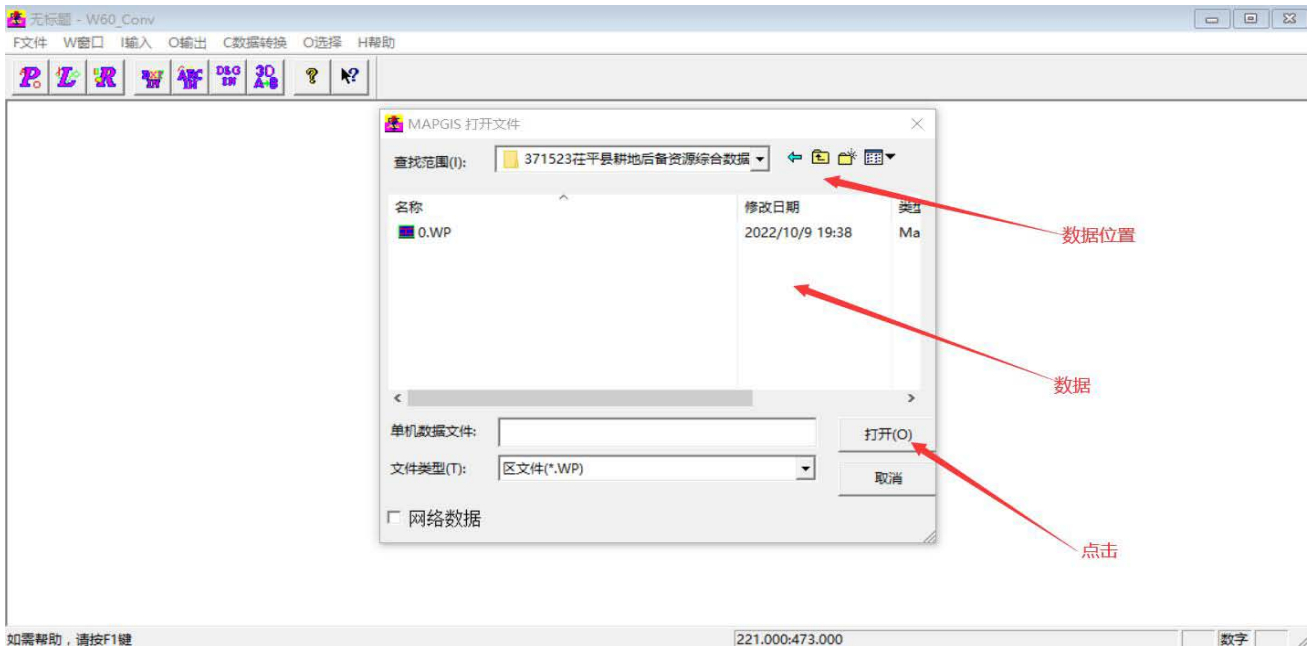 无标题 - W60_Conv
F文件 W窗口 I输入 O输出 C数据转换 O选择 H帮助
MAPGIS 打开文件
查找范围(I):
371523茌平县耕地后备资源综合数据
名称 修改日期 类型
0.WP 2022/10/9 19:38 Ma
数据位置
数据
单机数据文件:
打开(O)
文件类型(T): 区文件(*.WP)
取消
网络数据
点击
如需帮助，请按F1键 221.000:473.000 数字